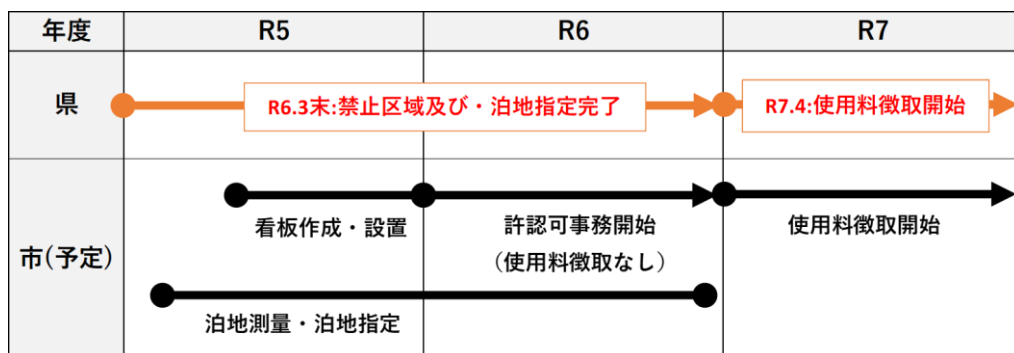 年度 R5 R6 R7
県 R6.3末:禁止区域及び・泊地指定完了 R7.4:使用料徴取開始
市(予定)
看板作成・設置 許認可事務開始 使用料徴取開始
（使用料徴取なし）
泊地測量・泊地指定